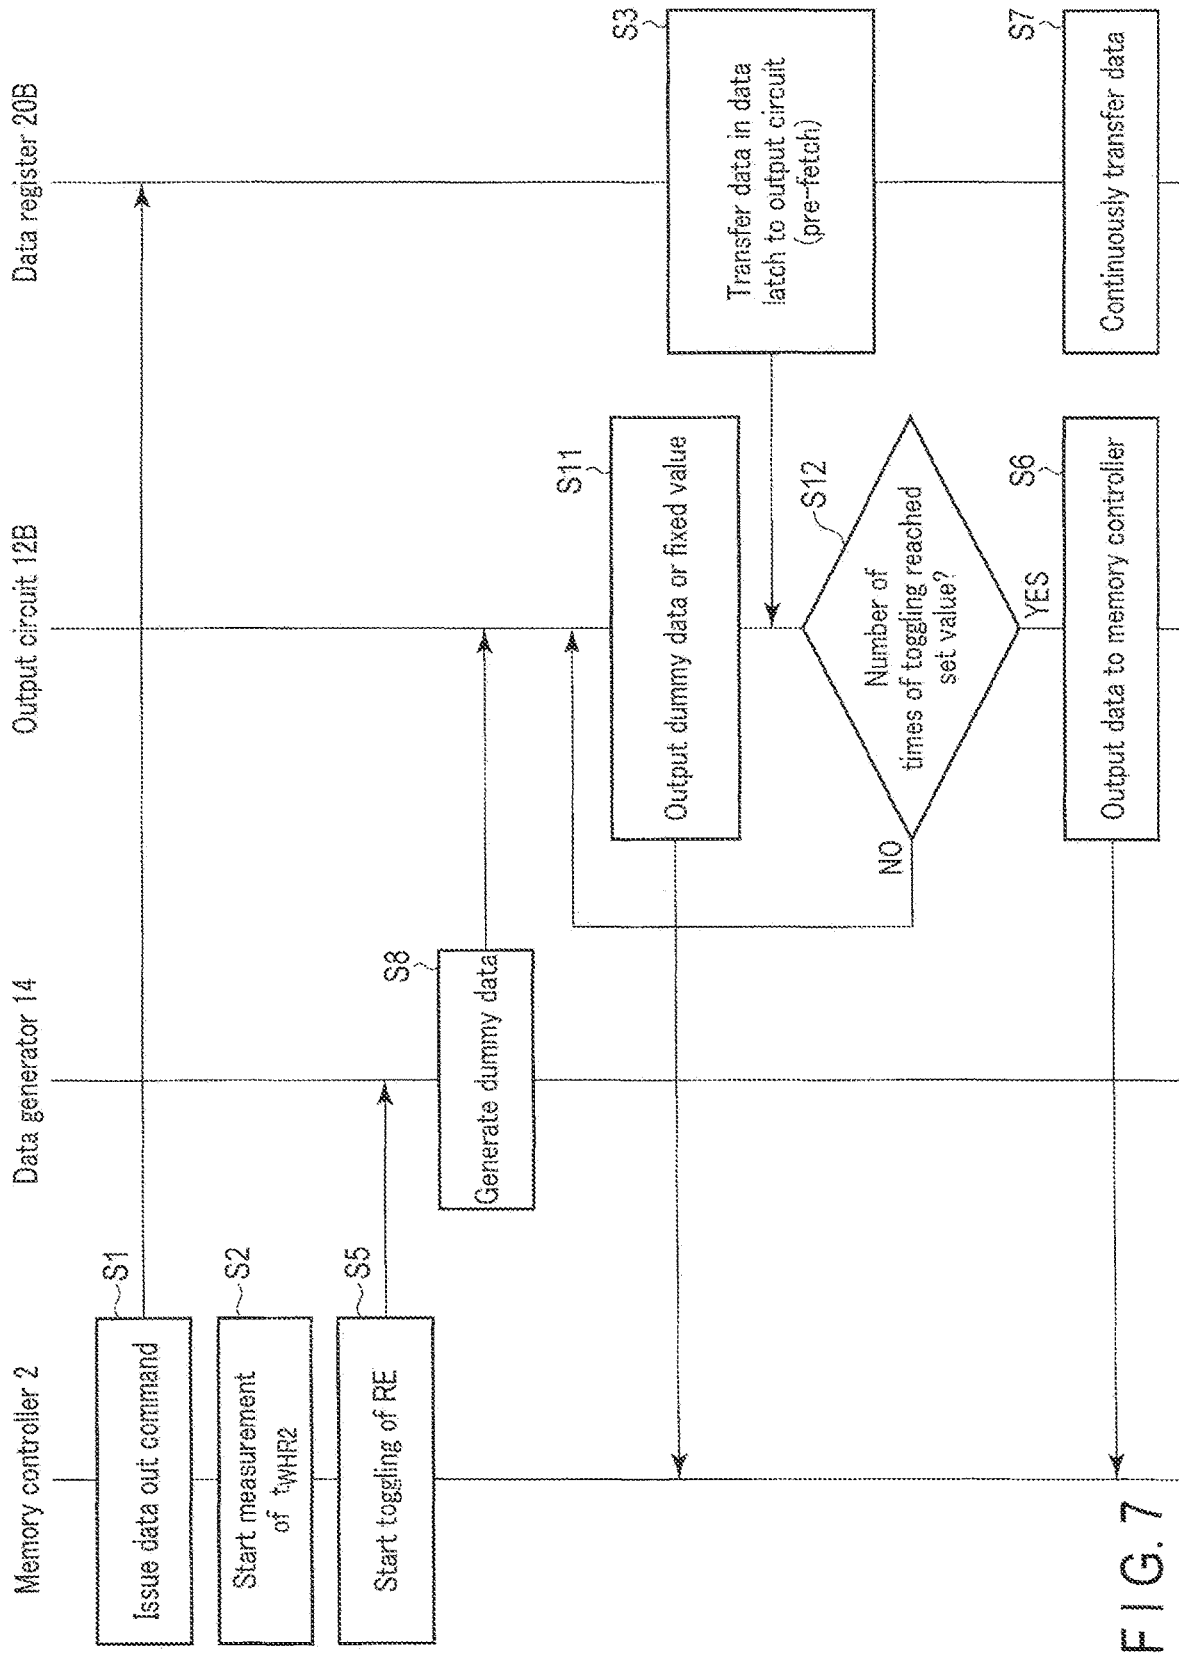 Memory controller 2
Data generator 14
Output circuit 12B
Data register 20B
S1
Issue data out command
S2
Start measurement
of tWHR2
S5
Start toggling of RE
S8
Generate dummy data
S11
Output dummy data or fixed value
S3
Transfer data in data
latch to output circuit
(pre-fetch)
S12
Number of
times of toggling reached
set value?
NO
YES
S6
Output data to memory controller
S7
Continuously transfer data
FIG. 7